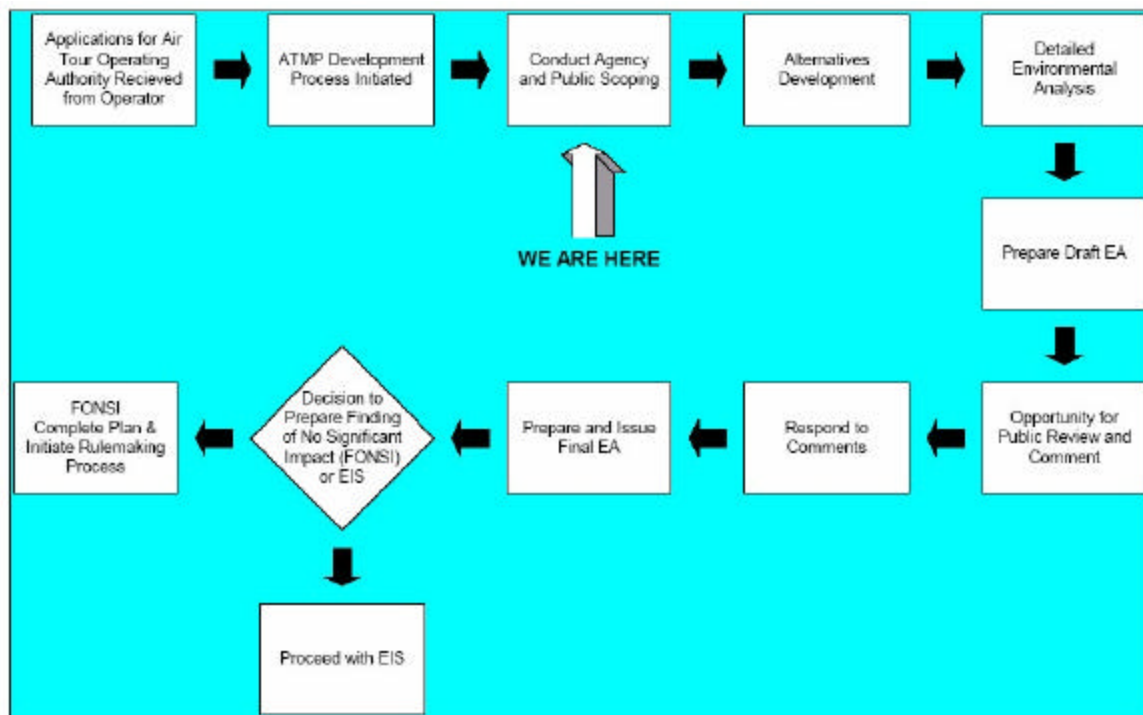 Applications for Air
Tour Operating
Authority Recieved
from Operator
ATMP Development
Process Initiated
Conduct Agency
and Public Scoping
Alternatives
Development
Detailed
Environmental
Analysis
WE ARE HERE
Prepare Draft EA
Opportunity for
Public Review and
Comment
Respond to
Comments
Prepare and Issue
Final EA
Decision to
Prepare Finding
of No Significant
Impact (FONSI)
or EIS
FONSI
Complete Plan &
Initiate Rulemaking
Process
Proceed with EIS